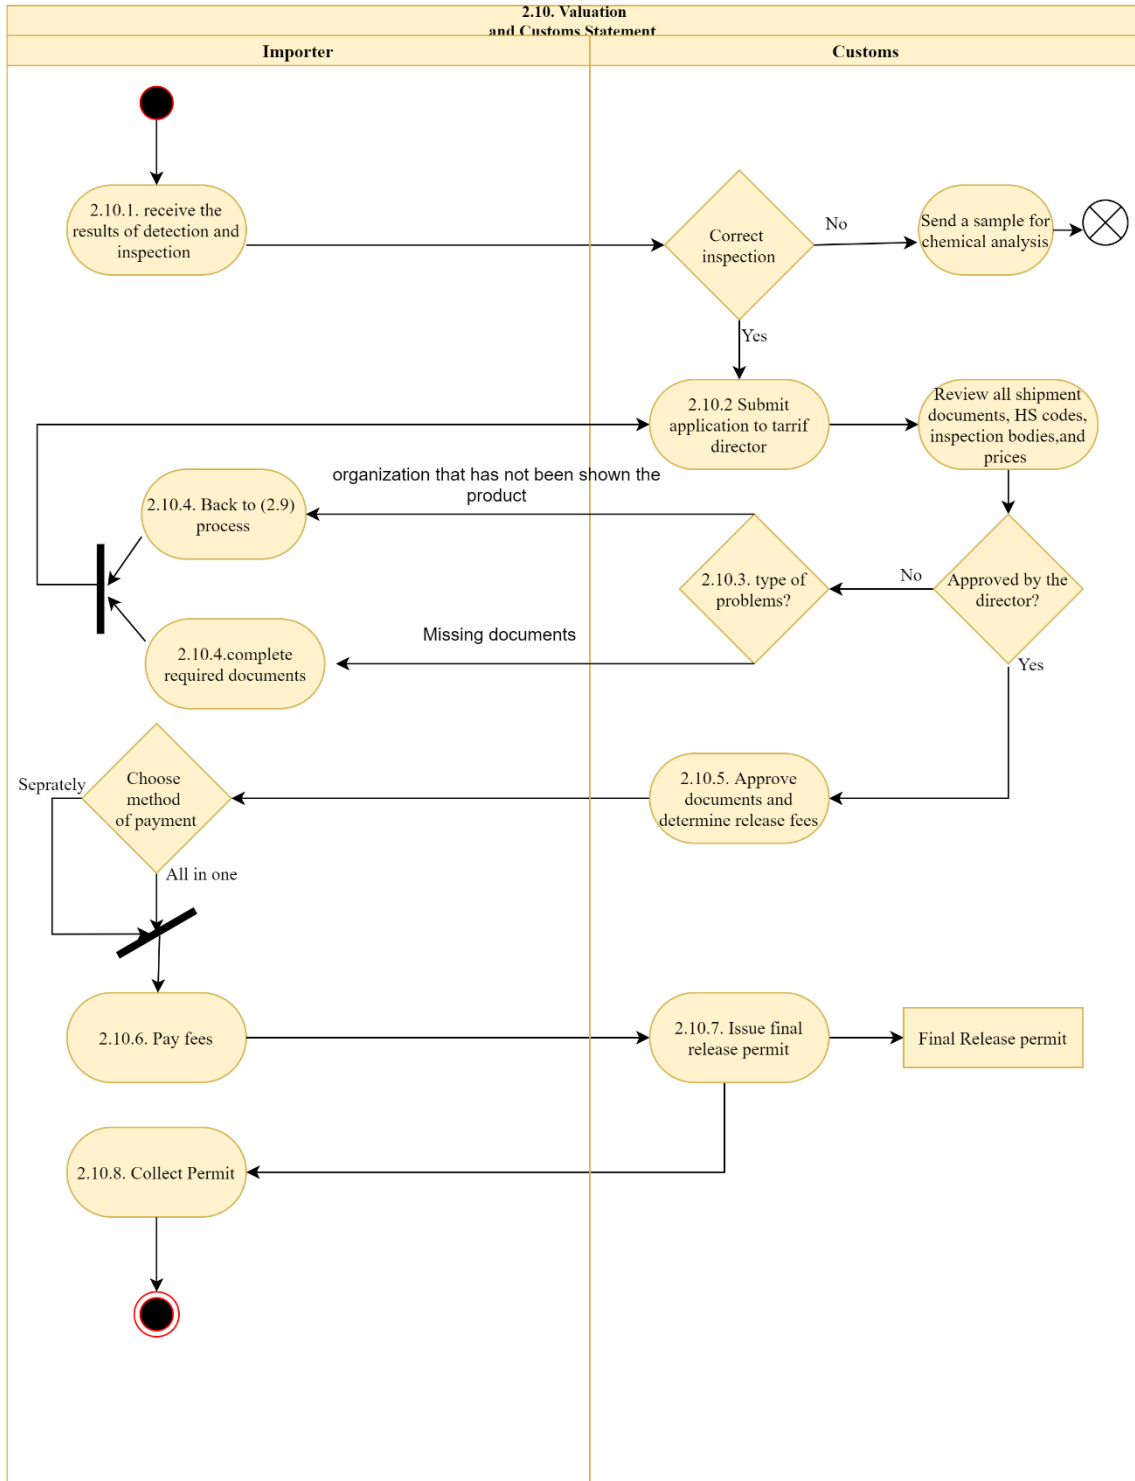 2.10. Valuation
and Customs Statement
Importer
Customs
2.10.1. receive the
results of detection and
inspection
Correct
inspection
No
Send a sample for
chemical analysis
Yes
2.10.2 Submit
application to tarrif
director
Review all shipment
documents, HS codes,
inspection bodies,and
prices
organization that has not been shown the
product
2.10.4. Back to (2.9)
process
2.10.3. type of
problems?
No
Approved by the
director?
Missing documents
2.10.4.complete
required documents
Yes
Seprately
Choose
method
of payment
2.10.5. Approve
documents and
determine release fees
All in one
2.10.6. Pay fees
2.10.7. Issue final
release permit
Final Release permit
2.10.8. Collect Permit